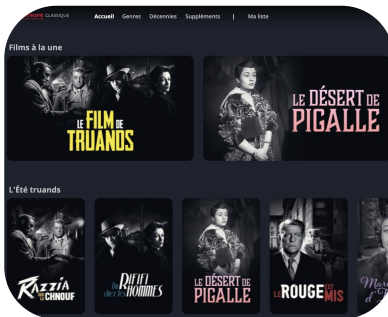 CLASSIQUE Accueil Genres Décennies Suppléments | Ma liste
Films à la une
LE FILM DE TRUANDS
LE DÉSERT DE PIGALLE
L'Été truands
RAZZIA SUR LA CHNOUF
DU RIFIFI chez les HOMMES
LE DÉSERT DE PIGALLE
LE ROUGE EST MIS